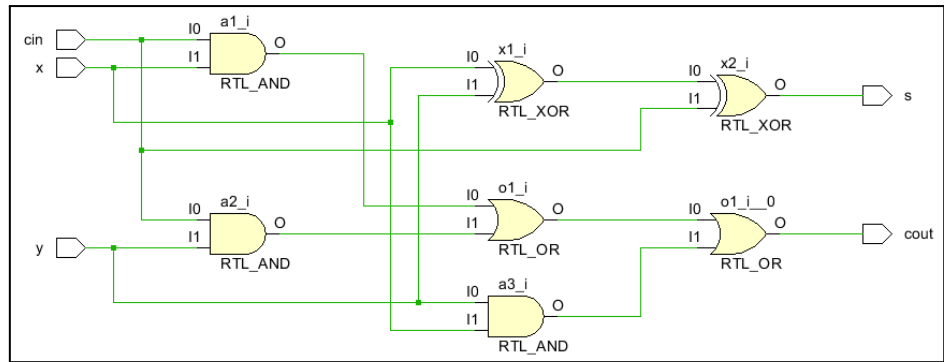 a1_i
cin
I0
O
x
I1
RTL_AND
x1_i
I0
O
I1
RTL_XOR
x2_i
I0
O
I1
RTL_XOR
s
a2_i
I0
O
y
I1
RTL_AND
o1_i
I0
O
I1
RTL_OR
o1_i__0
I0
O
I1
RTL_OR
cout
a3_i
I0
O
I1
RTL_AND